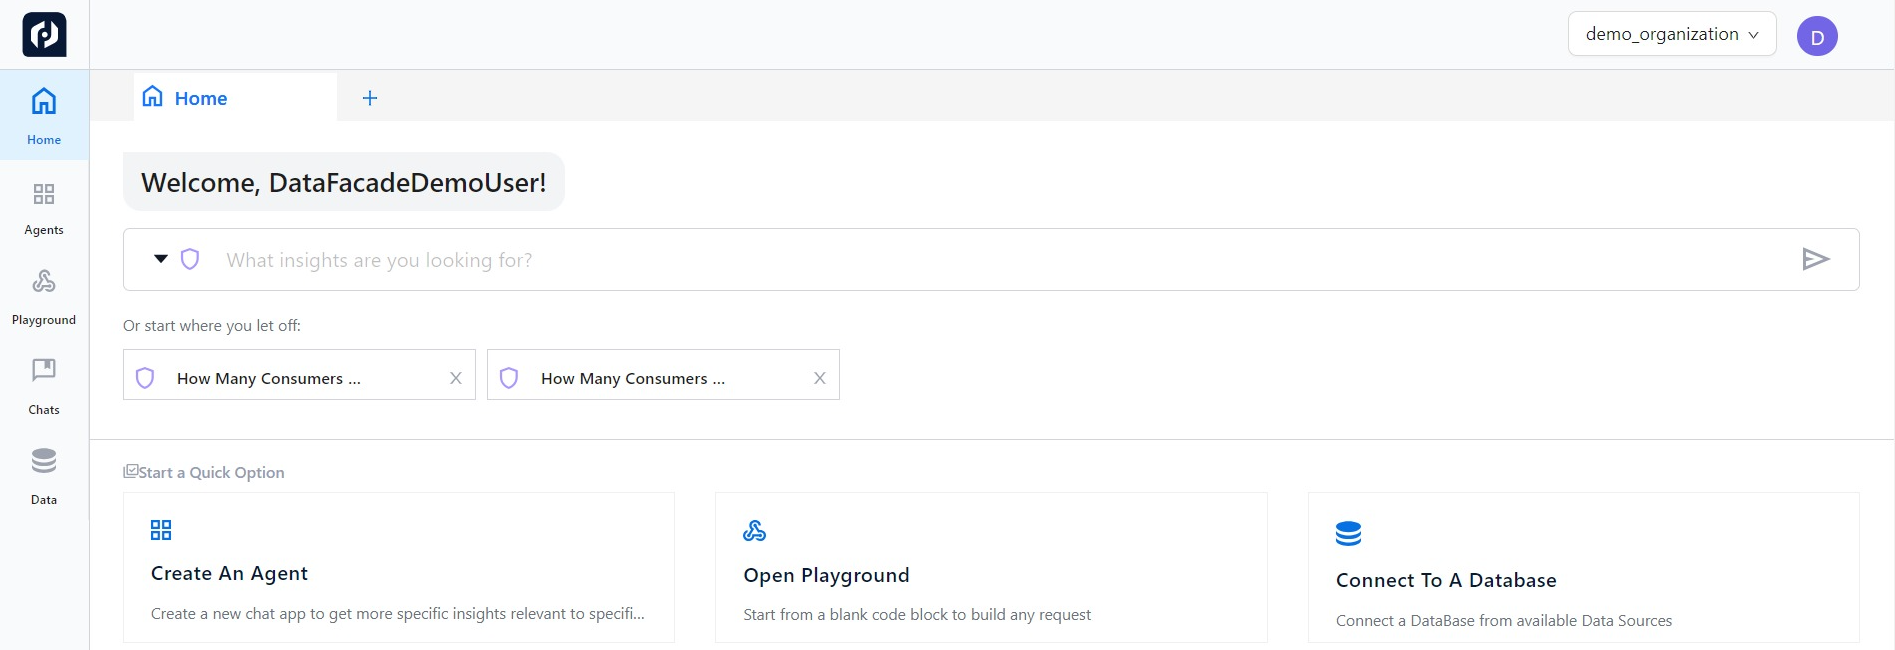 demo_organization
D
Home
Home
Agents
Playground
Chats
Data
Welcome, DataFacadeDemoUser!
What insights are you looking for?
Or start where you let off:
How Many Consumers ... X
How Many Consumers ... X
Start a Quick Option
Create An Agent
Create a new chat app to get more specific insights relevant to specifi...
Open Playground
Start from a blank code block to build any request
Connect To A Database
Connect a DataBase from available Data Sources